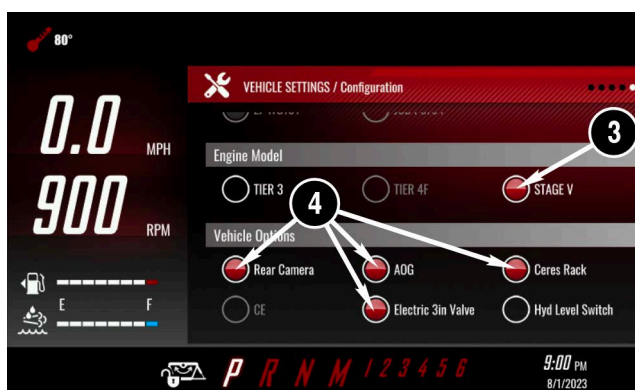 80°
VEHICLE SETTINGS / Configuration
0.0 MPH
3
Engine Model
TIER 3 TIER 4F STAGE V
900 RPM
4
Vehicle Options
Rear Camera AOG Ceres Rack
E F
CE Electric 3in Valve Hyd Level Switch
P R N M 1 2 3 4 5 6
9:00 PM
8/1/2023